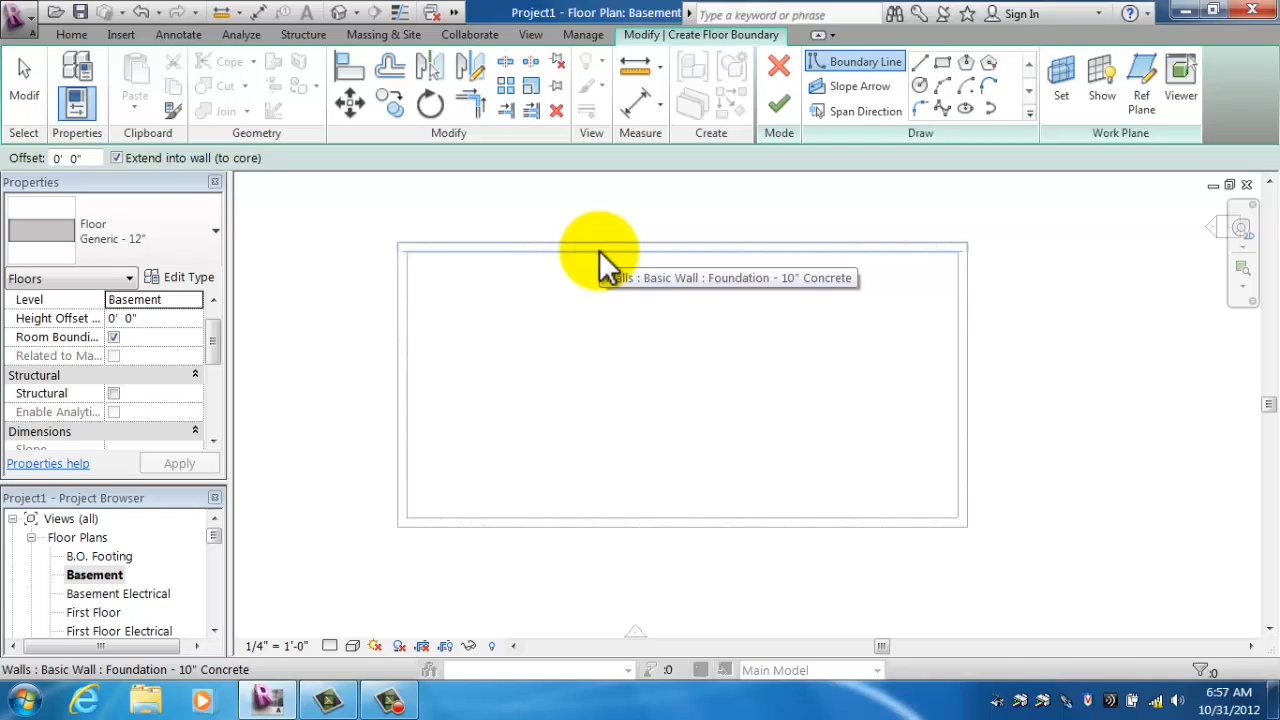 Project1 - Floor Plan: Basement
Type a keyword or phrase
Sign In
Home Insert Annotate Analyze Structure Massing & Site Collaborate View Manage Modify | Create Floor Boundary
Modify
Paste
Cope
Cut
Join
Boundary Line
Slope Arrow
Span Direction
Set Show Ref Plane Viewer
Select Properties Clipboard Geometry Modify View Measure Create Mode Draw Work Plane
Offset: 0' 0" Extend into wall (to core)
Properties
Floor
Generic - 12"
Floors Edit Type
Level Basement
Height Offset ... 0' 0"
Room Boundi...
Related to Ma...
Structural
Structural
Enable Analyti...
Dimensions
Slope
Properties help Apply
Project1 - Project Browser
Views (all)
Floor Plans
B.O. Footing
Basement
Basement Electrical
First Floor
First Floor Electrical
: Basic Wall : Foundation - 10" Concrete
1/4" = 1'-0"
Walls : Basic Wall : Foundation - 10" Concrete
:0
Main Model
:0
6:57 AM
10/31/2012